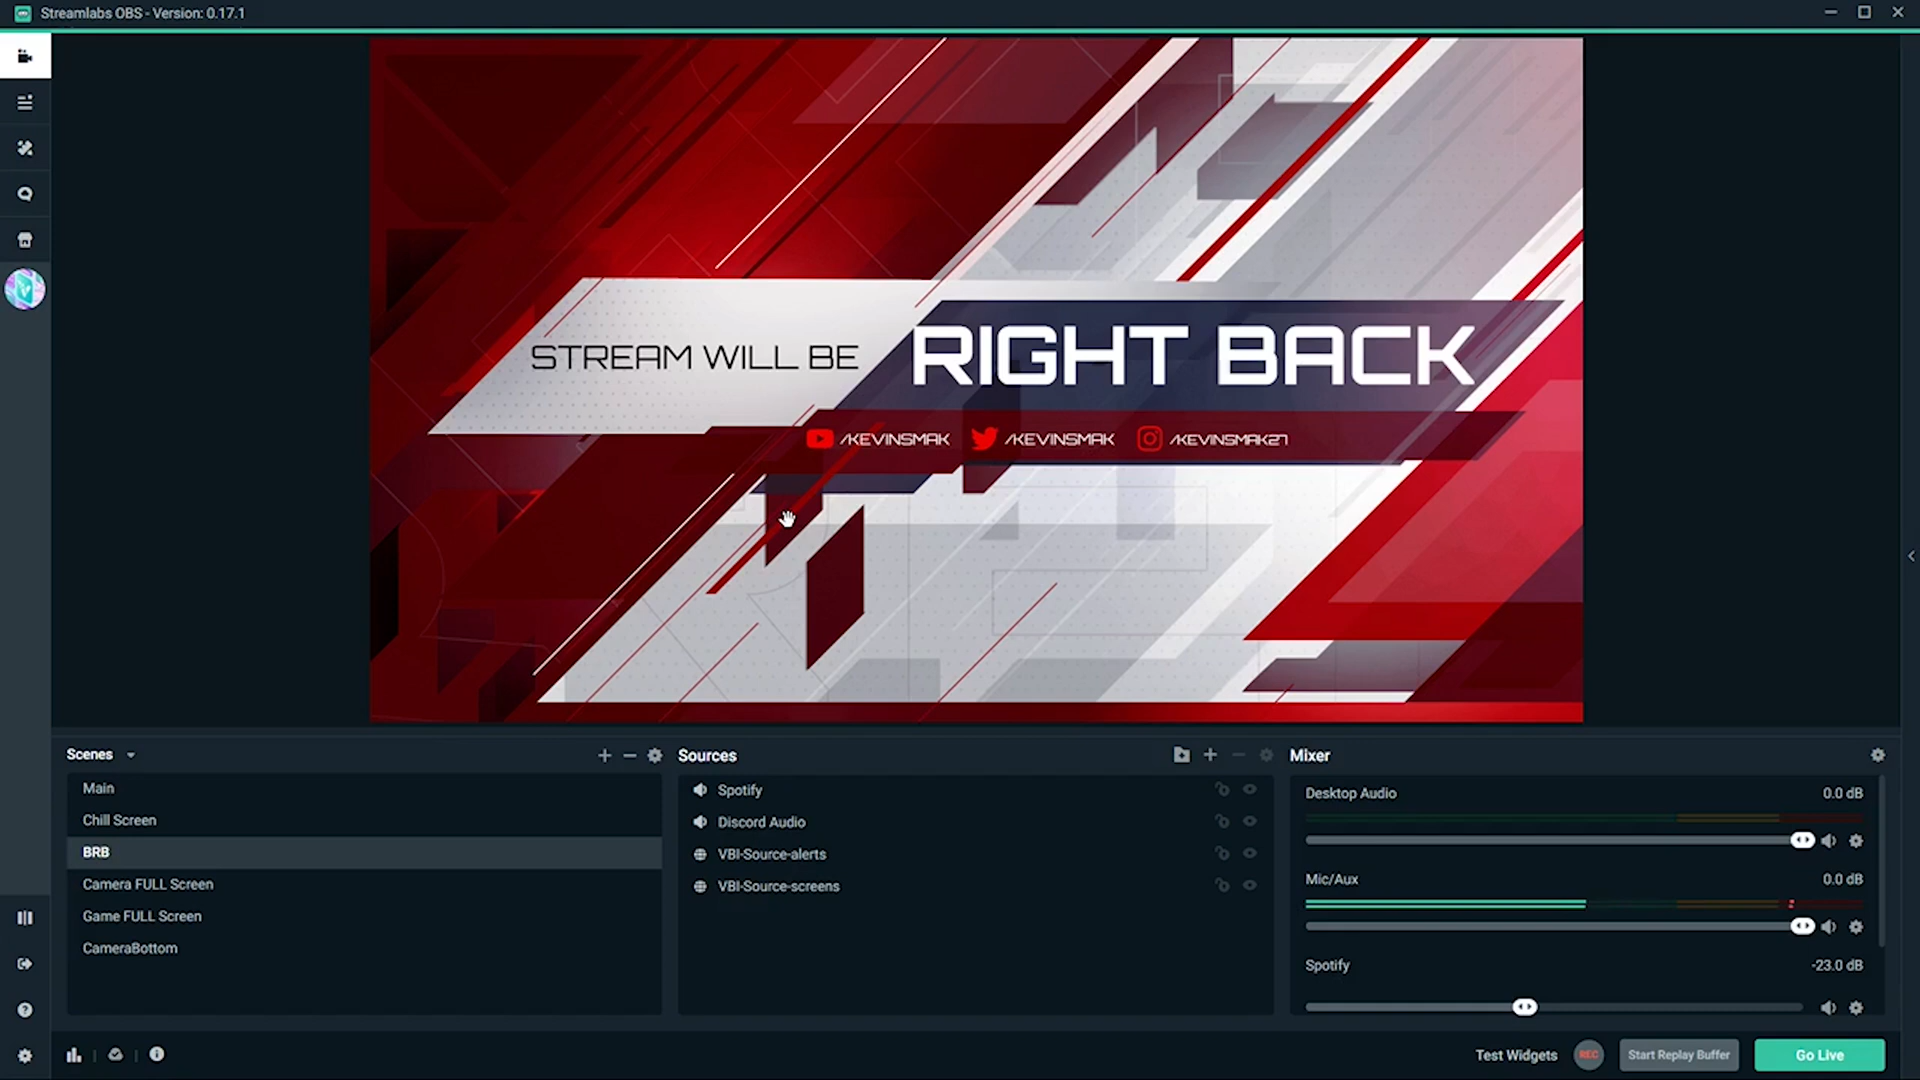 Streamlabs OBS - Version: 0.17.1
STREAM WILL BE RIGHT BACK
/KEVINSMAK /KEVINSMAK /KEVINSMAK27
Scenes
Main
Chill Screen
BRB
Camera FULL Screen
Game FULL Screen
CameraBottom
Sources
Spotify
Discord Audio
VBI-Source-alerts
VBI-Source-screens
Mixer
Desktop Audio 0.0 dB
Mic/Aux 0.0 dB
Spotify -23.0 dB
Test Widgets REC Start Replay Buffer Go Live